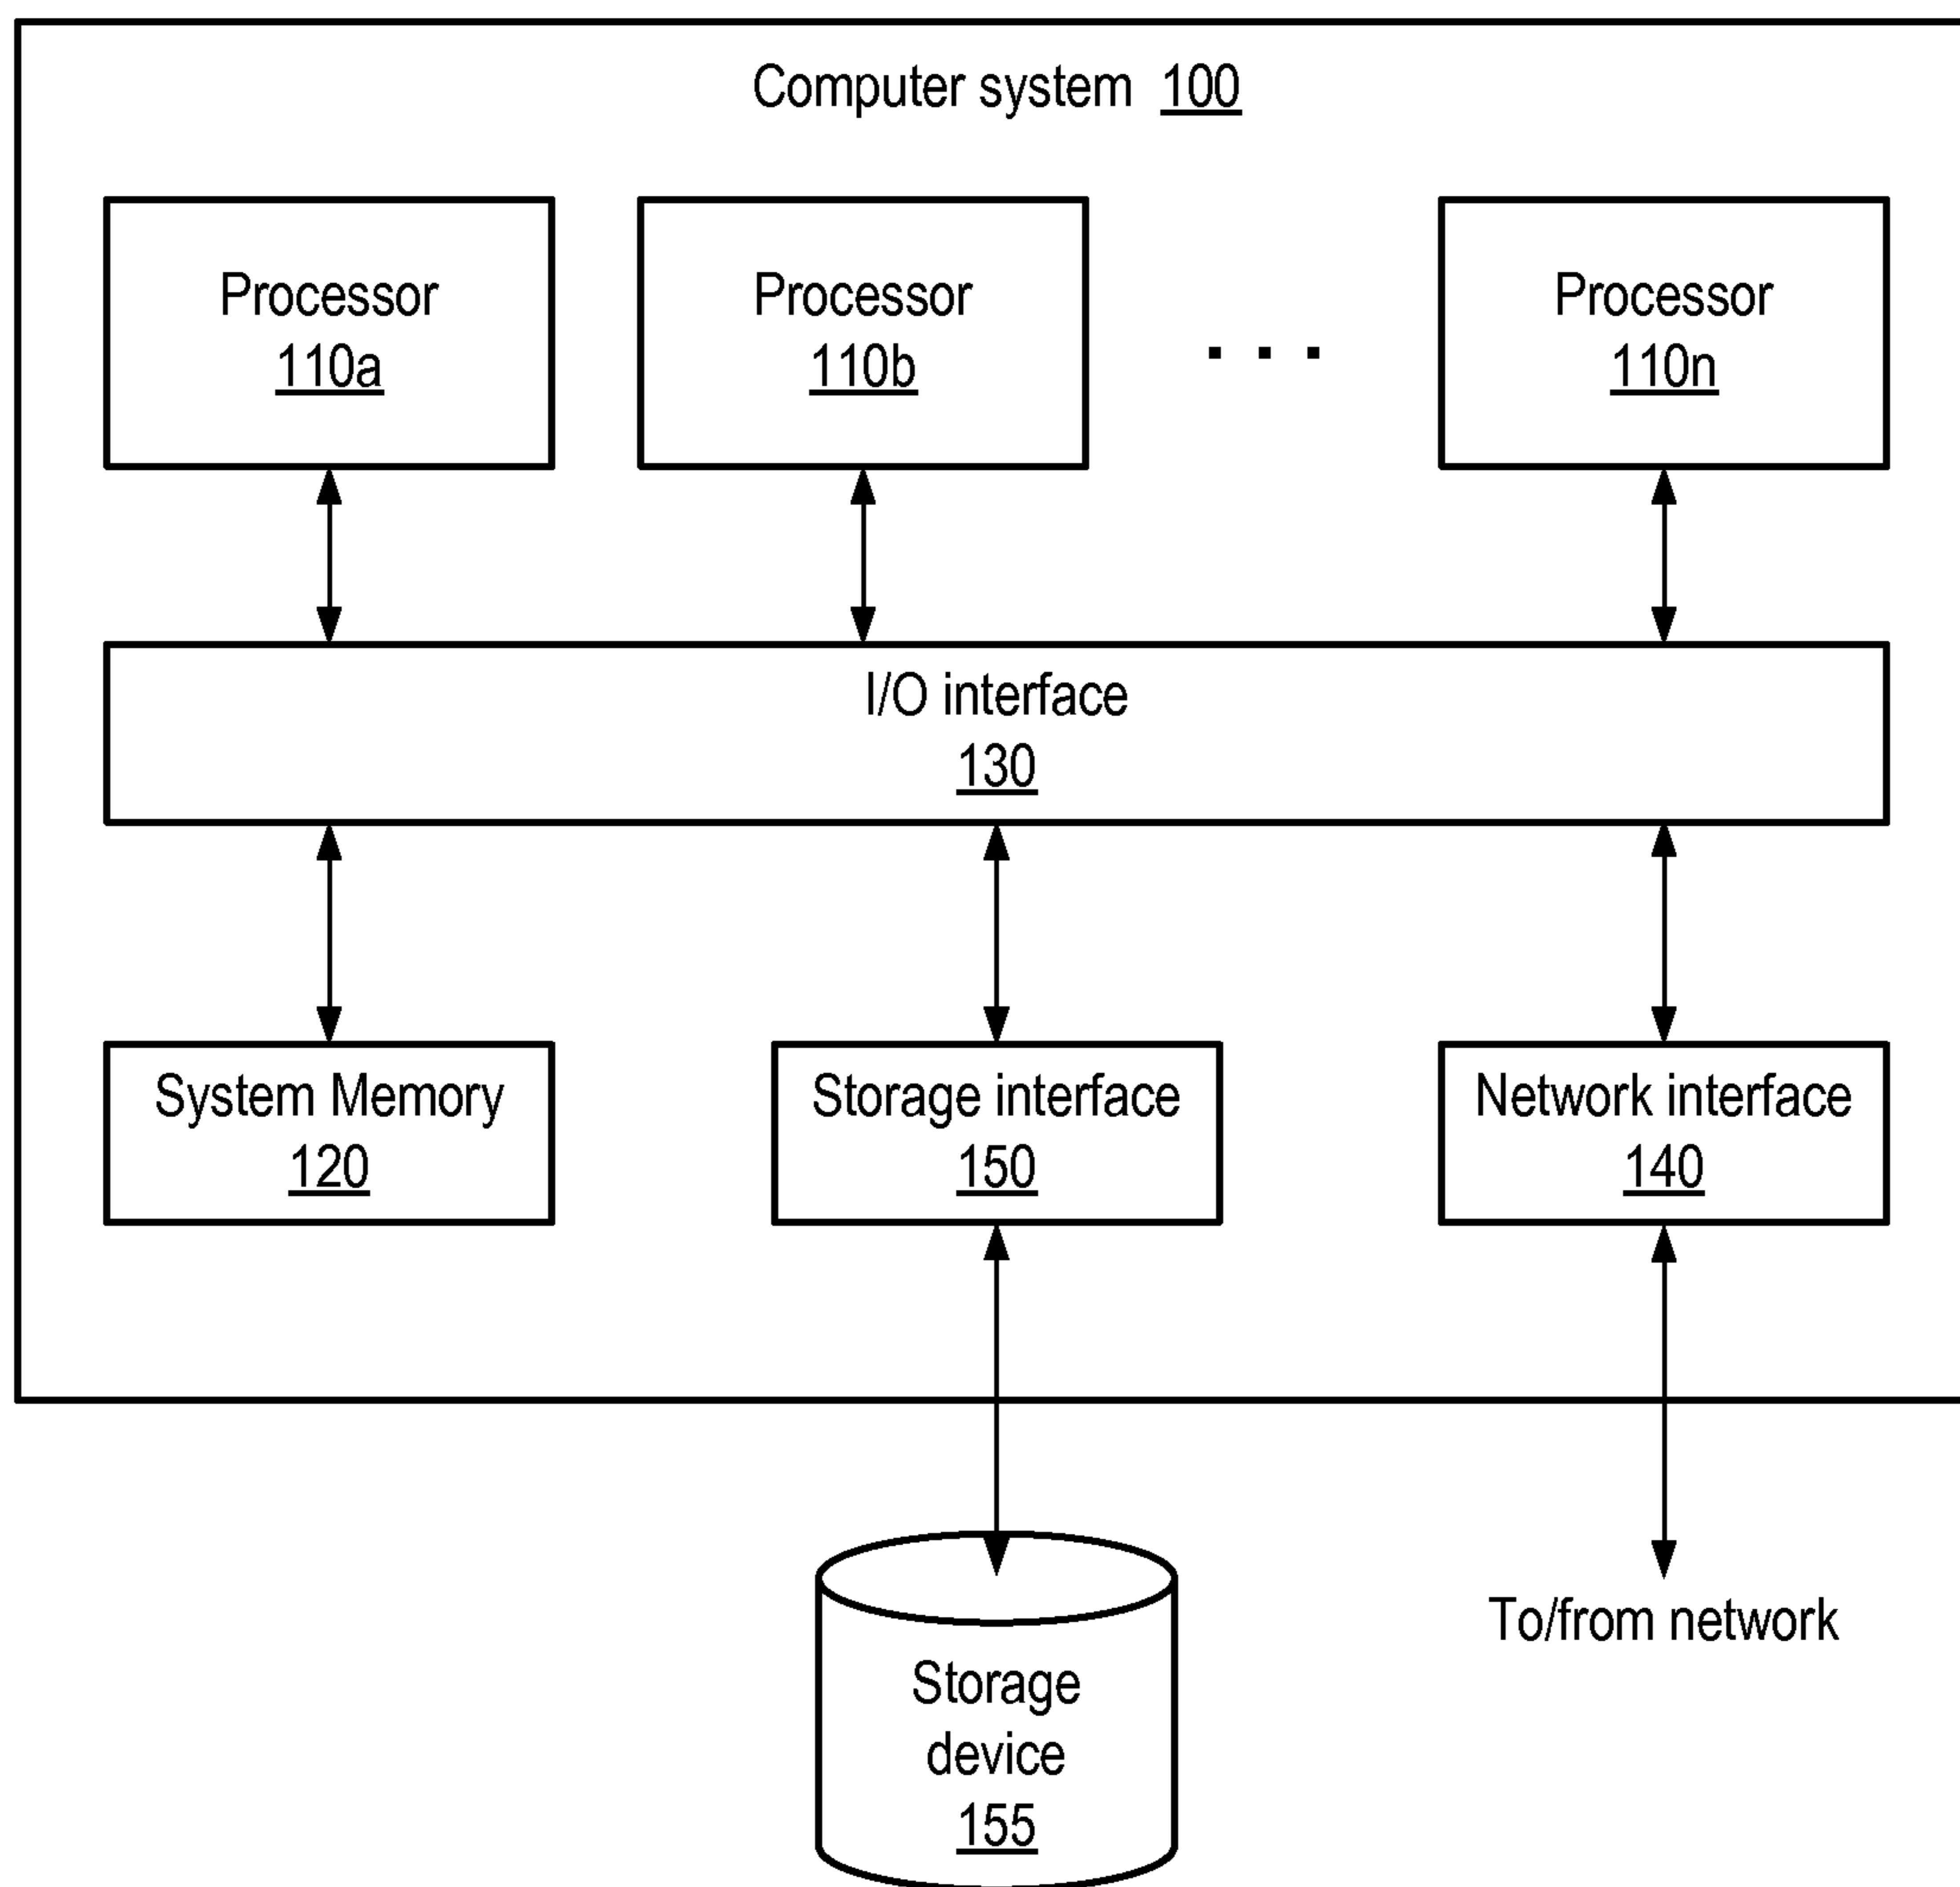 Computer system 100
Processor
110a
Processor
110b
. . .
Processor
110n
I/O interface
130
System Memory
120
Storage interface
150
Network interface
140
To/from network
Storage
device
155